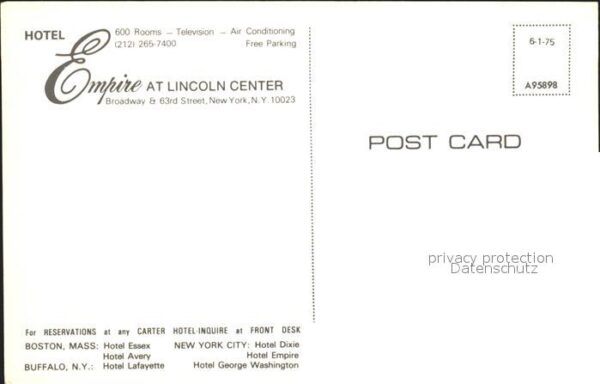 HOTEL
600 Rooms — Television — Air Conditioning
(212) 265-7400 Free Parking
Empire AT LINCOLN CENTER
Broadway & 63rd Street, New York, N.Y. 10023
6-1-75
A95898
POST CARD
privacy protection
Datenschutz
For RESERVATIONS at any CARTER HOTEL-INQUIRE at FRONT DESK
BOSTON, MASS: Hotel Essex NEW YORK CITY: Hotel Dixie
Hotel Avery Hotel Empire
BUFFALO, N.Y.: Hotel Lafayette Hotel George Washington